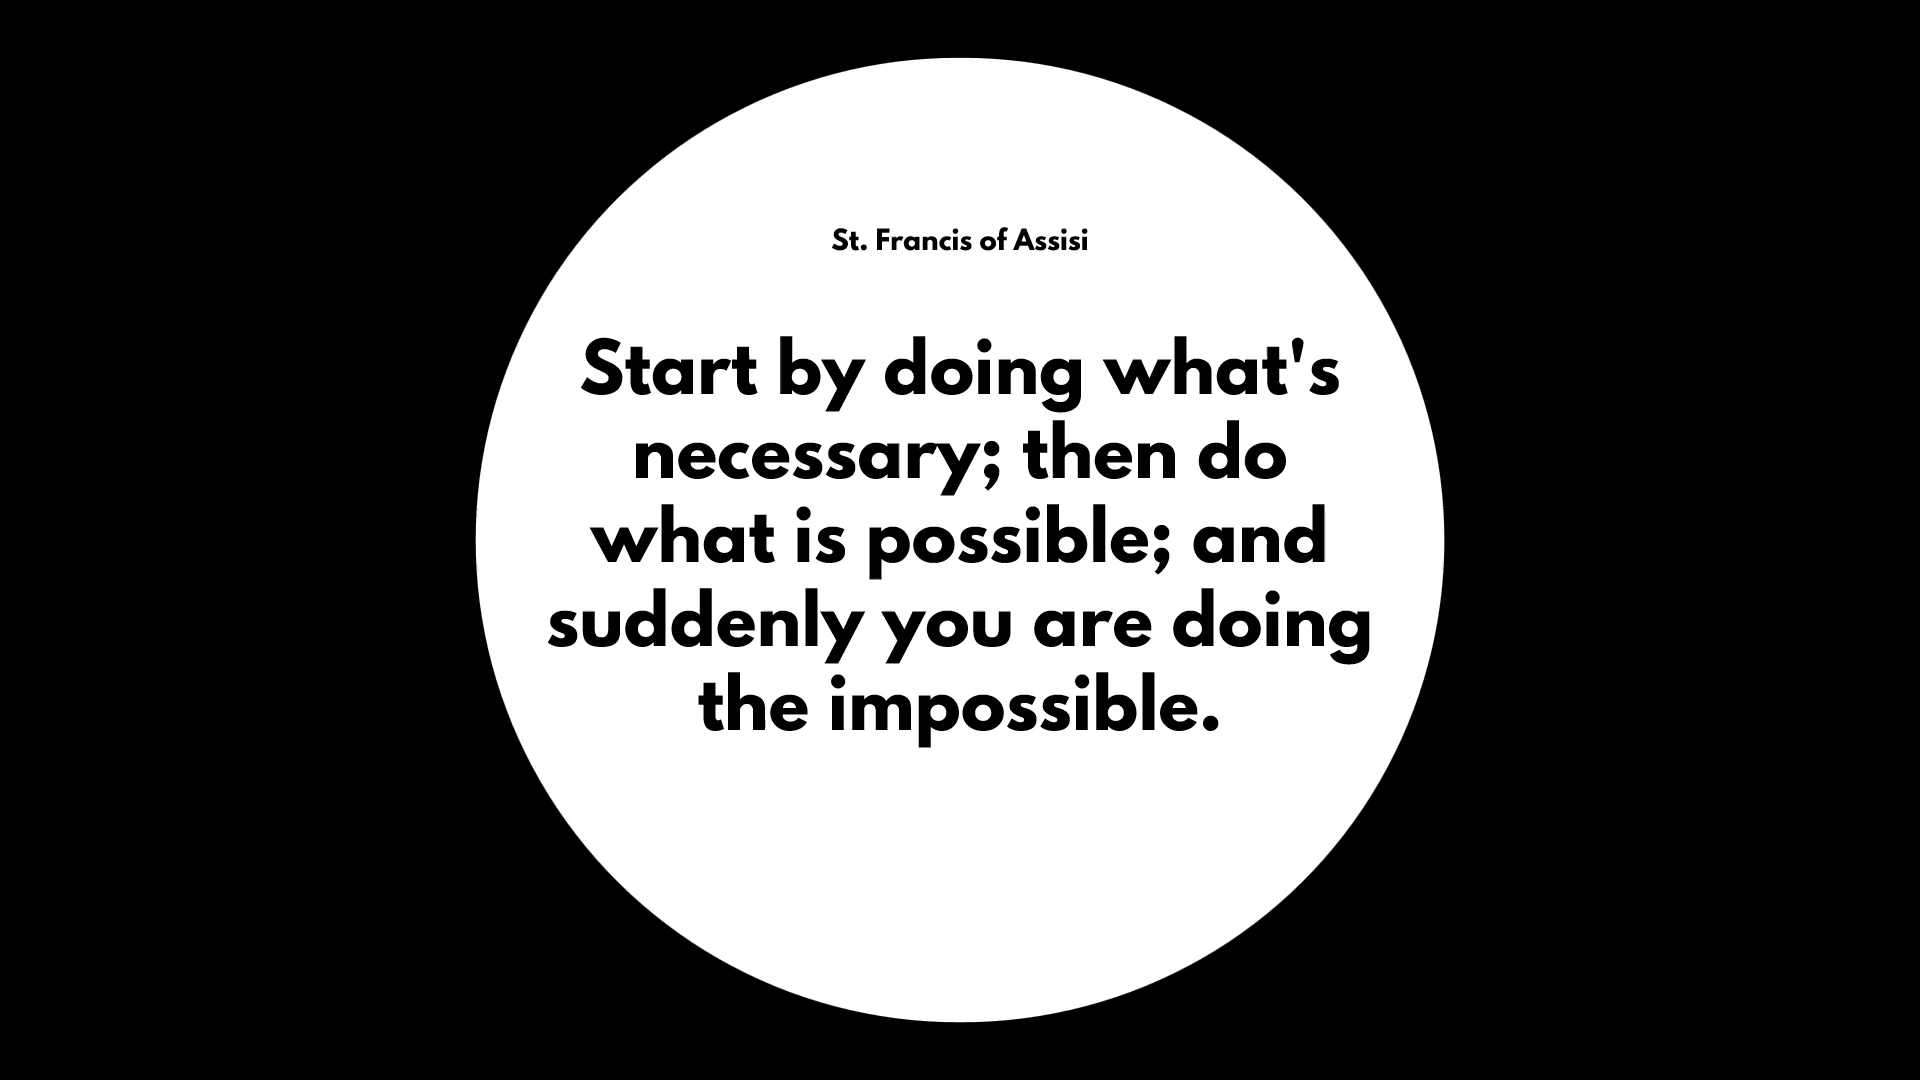 St. Francis of Assisi
Start by doing what's
necessary; then do
what is possible; and
suddenly you are doing
the impossible.